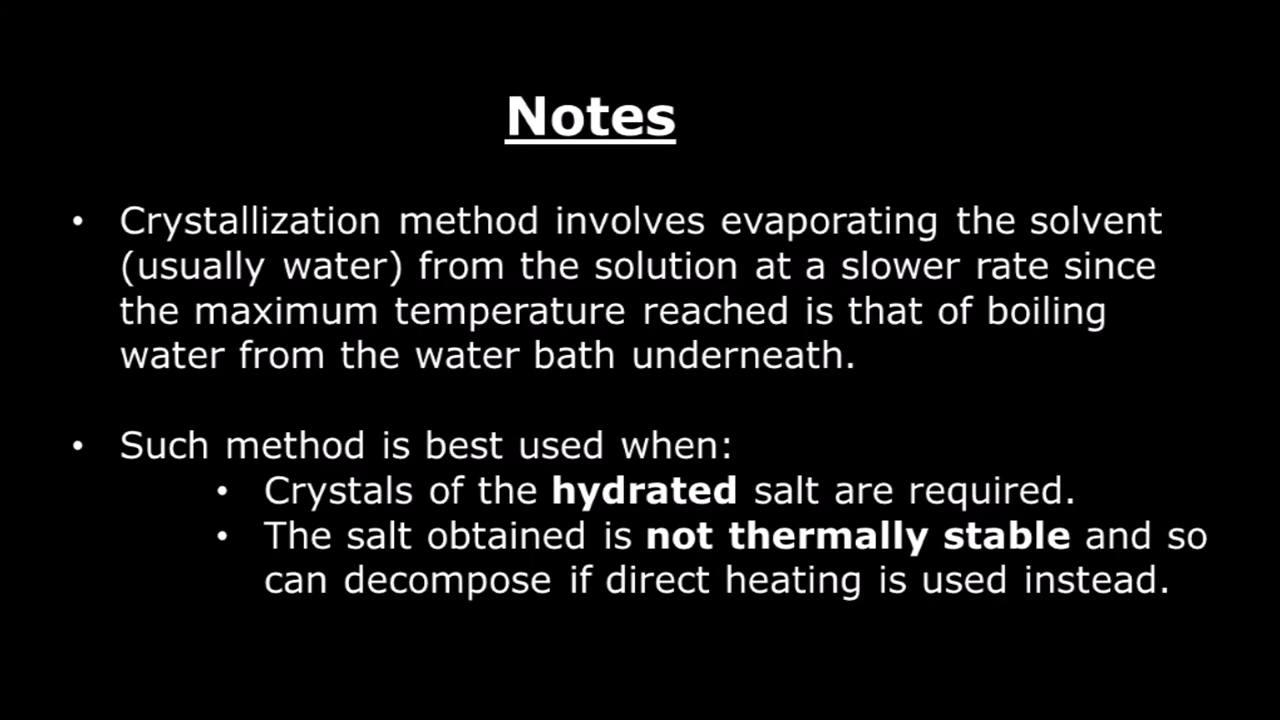 Notes
• Crystallization method involves evaporating the solvent
(usually water) from the solution at a slower rate since
the maximum temperature reached is that of boiling
water from the water bath underneath.
• Such method is best used when:
• Crystals of the hydrated salt are required.
• The salt obtained is not thermally stable and so
can decompose if direct heating is used instead.